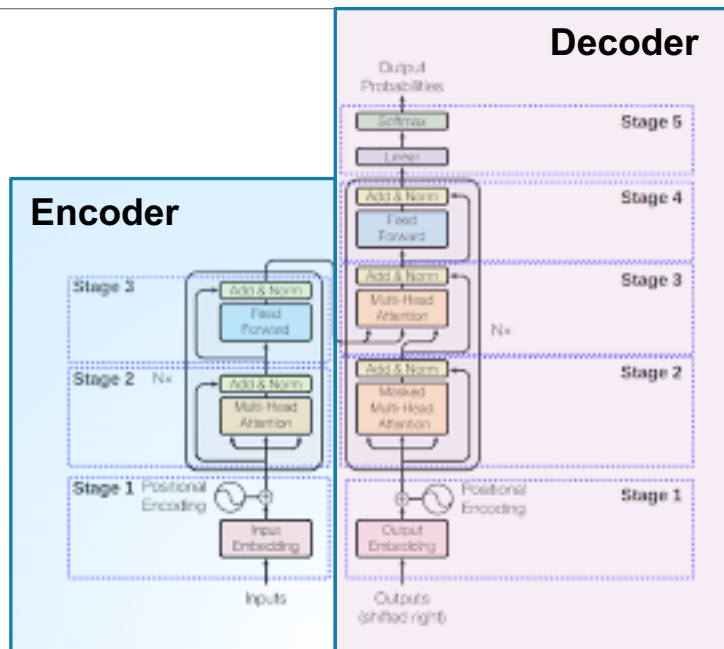 Decoder
Output
Probabilities
Softmax
Stage 5
Linear
Add & Norm
Stage 4
Feed
Forward
Add & Norm
Stage 3
Multi-Head
Attention
Nx
Add & Norm
Stage 2
Masked
Multi-Head
Attention
Positional
Encoding
Stage 1
Output
Embedding
Outputs
(shifted right)
Encoder
Stage 3
Add & Norm
Feed
Forward
Stage 2
Nx
Add & Norm
Multi-Head
Attention
Stage 1
Positional
Encoding
Input
Embedding
Inputs